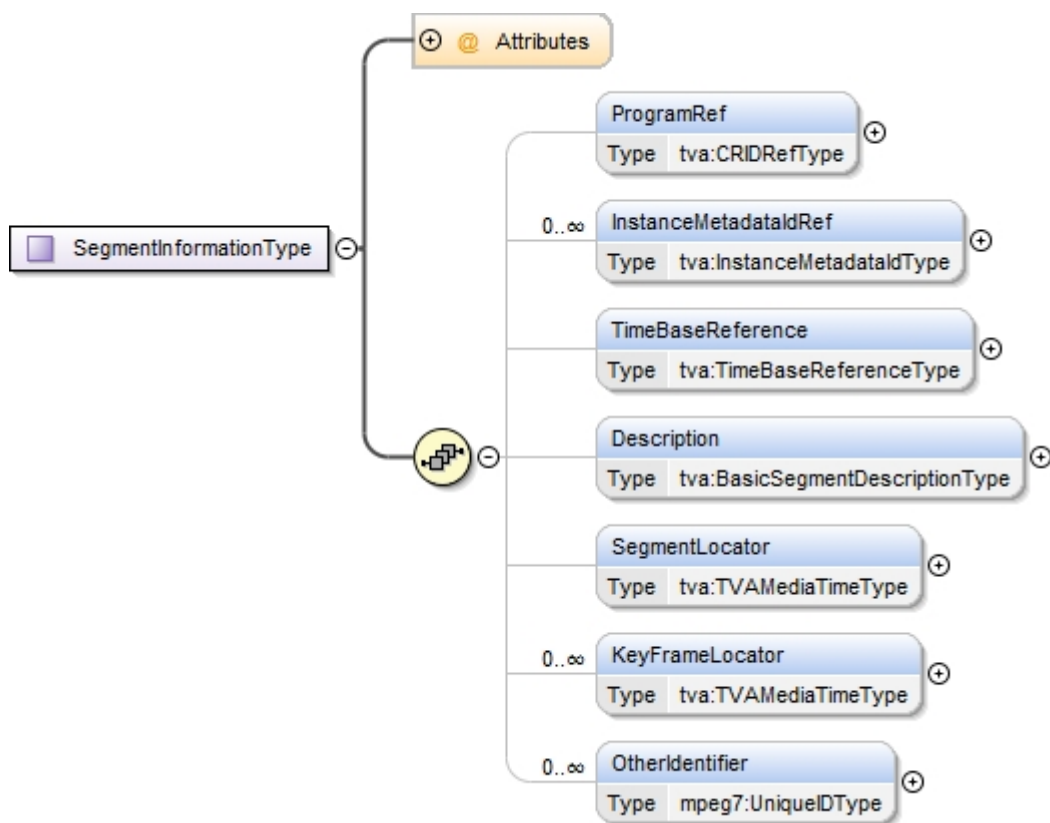 @ Attributes
ProgramRef
Type tva:CRIDRefType
0..∞ InstanceMetadataIdRef
Type tva:InstanceMetadataIdType
SegmentInformationType
TimeBaseReference
Type tva:TimeBaseReferenceType
Description
Type tva:BasicSegmentDescriptionType
SegmentLocator
Type tva:TVAMediaTimeType
0..∞ KeyFrameLocator
Type tva:TVAMediaTimeType
0..∞ OtherIdentifier
Type mpeg7:UniqueIDType